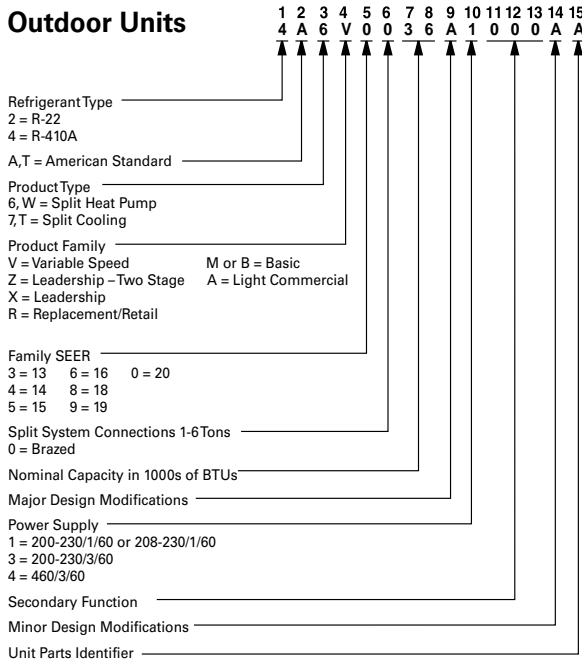 Outdoor Units
1 2 3 4 5 6 7 8 9 10 11 12 13 14 15
4 A 6 V 0 0 3 6 A 1 0 0 0 A A
Refrigerant Type
2 = R-22
4 = R-410A
A,T = American Standard
Product Type
6, W = Split Heat Pump
7, T = Split Cooling
Product Family
V = Variable Speed M or B = Basic
Z = Leadership – Two Stage A = Light Commercial
X = Leadership
R = Replacement/Retail
Family SEER
3 = 13 6 = 16 0 = 20
4 = 14 8 = 18
5 = 15 9 = 19
Split System Connections 1-6 Tons
0 = Brazed
Nominal Capacity in 1000s of BTUs
Major Design Modifications
Power Supply
1 = 200-230/1/60 or 208-230/1/60
3 = 200-230/3/60
4 = 460/3/60
Secondary Function
Minor Design Modifications
Unit Parts Identifier